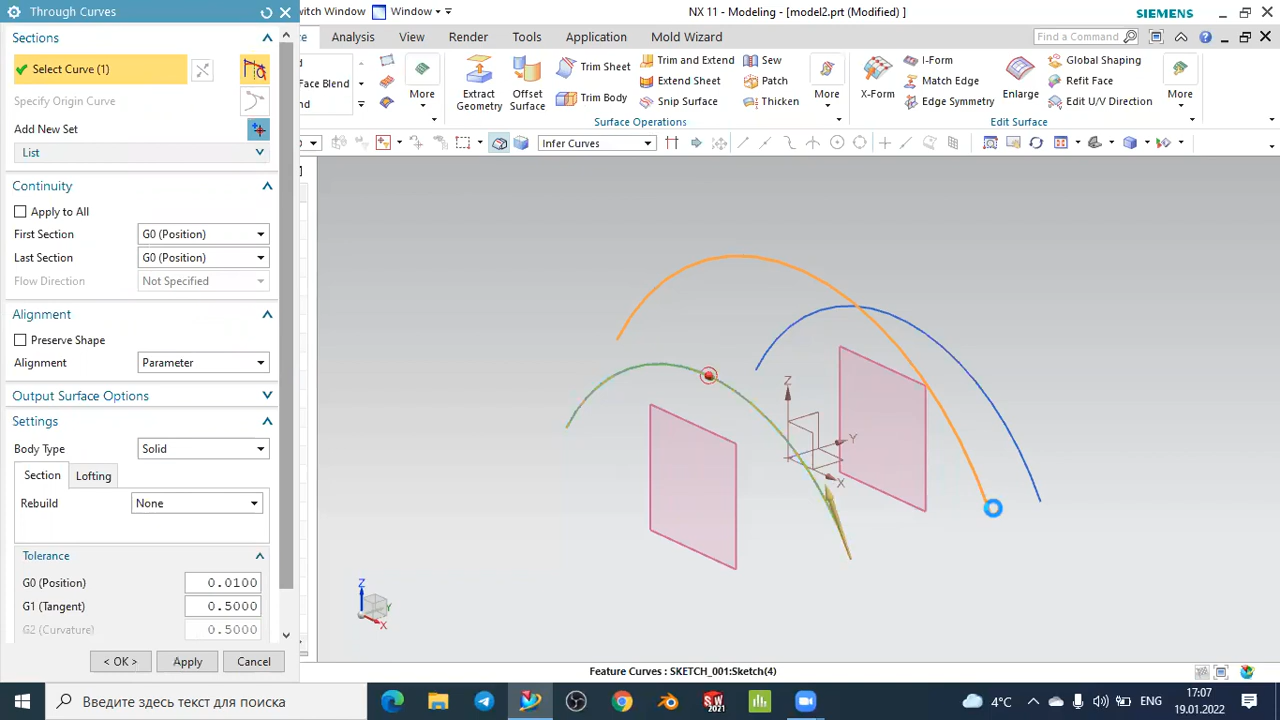 Through Curves
witch Window
Window
NX 11 - Modeling - [model2.prt (Modified) ]
SIEMENS
Sections
Analysis
View
Render
Tools
Application
Mold Wizard
Find a Command
Select Curve (1)
Specify Origin Curve
Add New Set
List
Face Blend
More
Extract Geometry
Offset Surface
Trim Sheet
Trim Body
Trim and Extend
Extend Sheet
Snip Surface
Sew
Patch
Thicken
More
Surface Operations
X-Form
I-Form
Match Edge
Edge Symmetry
Enlarge
Global Shaping
Refit Face
Edit U/V Direction
More
Edit Surface
Infer Curves
Continuity
Apply to All
First Section
G0 (Position)
Last Section
G0 (Position)
Flow Direction
Not Specified
Alignment
Preserve Shape
Alignment
Parameter
Output Surface Options
Settings
Body Type
Solid
Section
Lofting
Rebuild
None
Tolerance
G0 (Position)
0.0100
G1 (Tangent)
0.5000
G2 (Curvature)
0.5000
< OK >
Apply
Cancel
Z
Y
X
Z
Y
X
Feature Curves : SKETCH_001:Sketch(4)
Введите здесь текст для поиска
SW
2021
4°C
ENG
17:07
19.01.2022